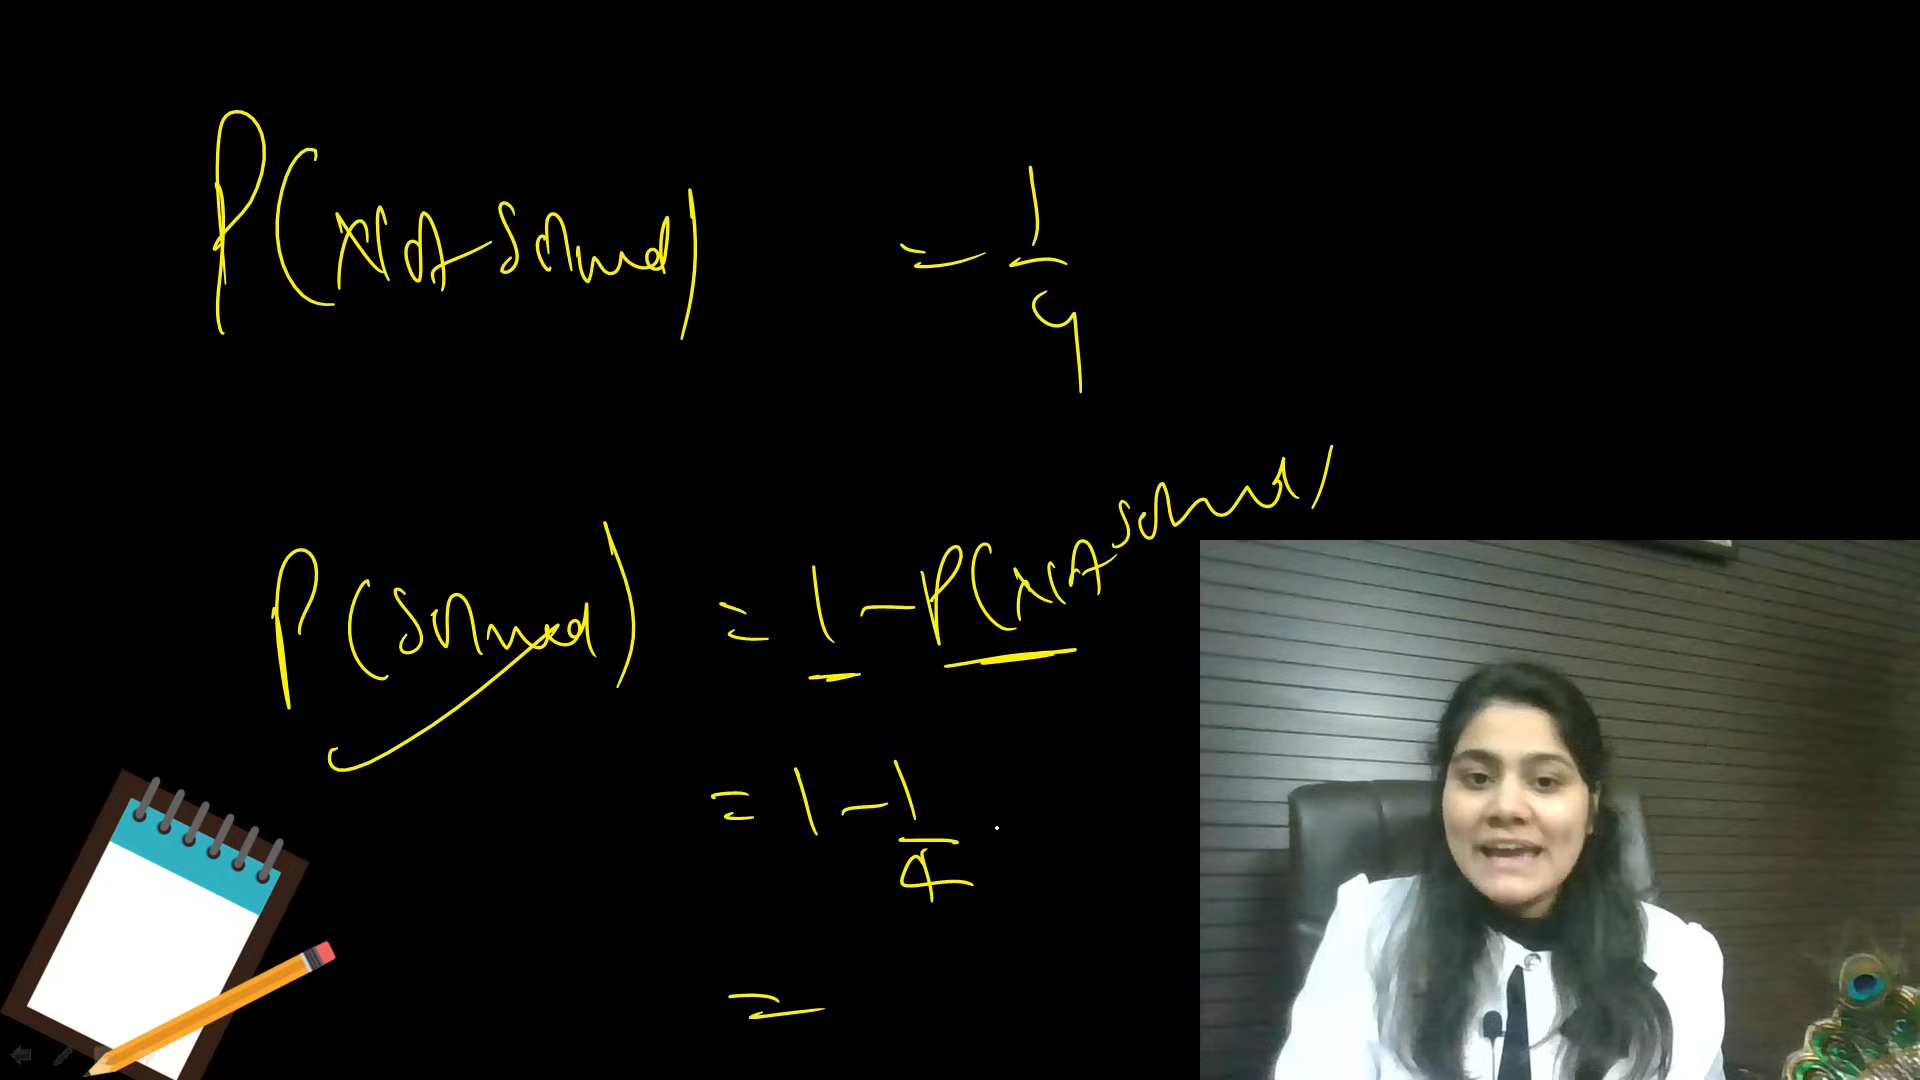 P(Not solved) = 1/4
P(solved) = 1 - P(Not solved)
= 1 - 1/4
=